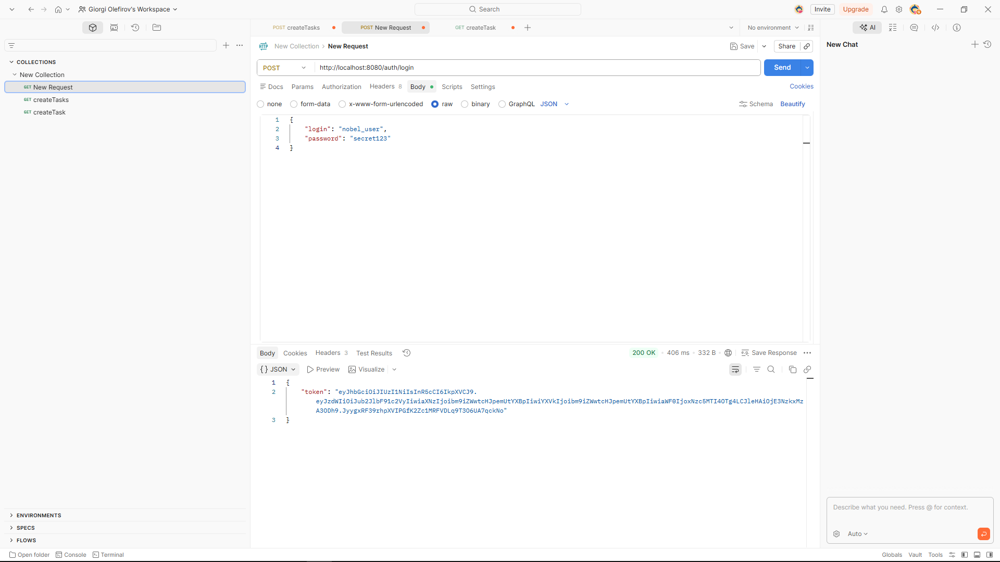 Giorgi Olefirov's Workspace
Search
Invite
Upgrade
POST createTasks
POST New Request
GET createTask
No environment
AI
New Collection › New Request
Save
Share
New Chat
COLLECTIONS
New Collection
GET New Request
GET createTasks
GET createTask
POST
http://localhost:8080/auth/login
Send
Docs
Params
Authorization
Headers 8
Body
Scripts
Settings
Cookies
none
form-data
x-www-form-urlencoded
raw
binary
GraphQL
JSON
Schema
Beautify
1 {
2 "login": "nobel_user",
3 "password": "secret123"
4 }
Body
Cookies
Headers 3
Test Results
200 OK
406 ms
332 B
e.g. Save Response
{} JSON
Preview
Visualize
1 {
2 "token": "eyJhbGciOiJIUzI1NiIsInR5cCI6IkpXVCJ9.
eyJzdWIiOiJub2JlbF91c2VyIiwiaXNzIjoibm9iZWwtcHJpemUtYXBpIiwiYXVkIjoibm9iZWwtcHJpemUtYXBpIiwiaWF0IjoxNzc5MTI4OTg4LCJleHAiOjE3NzkxMz
A3ODh9.JyygxRF39rhpXVIPGfK2Zc1MRFVDLq9T3O6UA7qckNo"
3 }
ENVIRONMENTS
SPECS
FLOWS
Describe what you need. Press @ for context.
Auto
Open folder
Console
Terminal
Globals
Vault
Tools